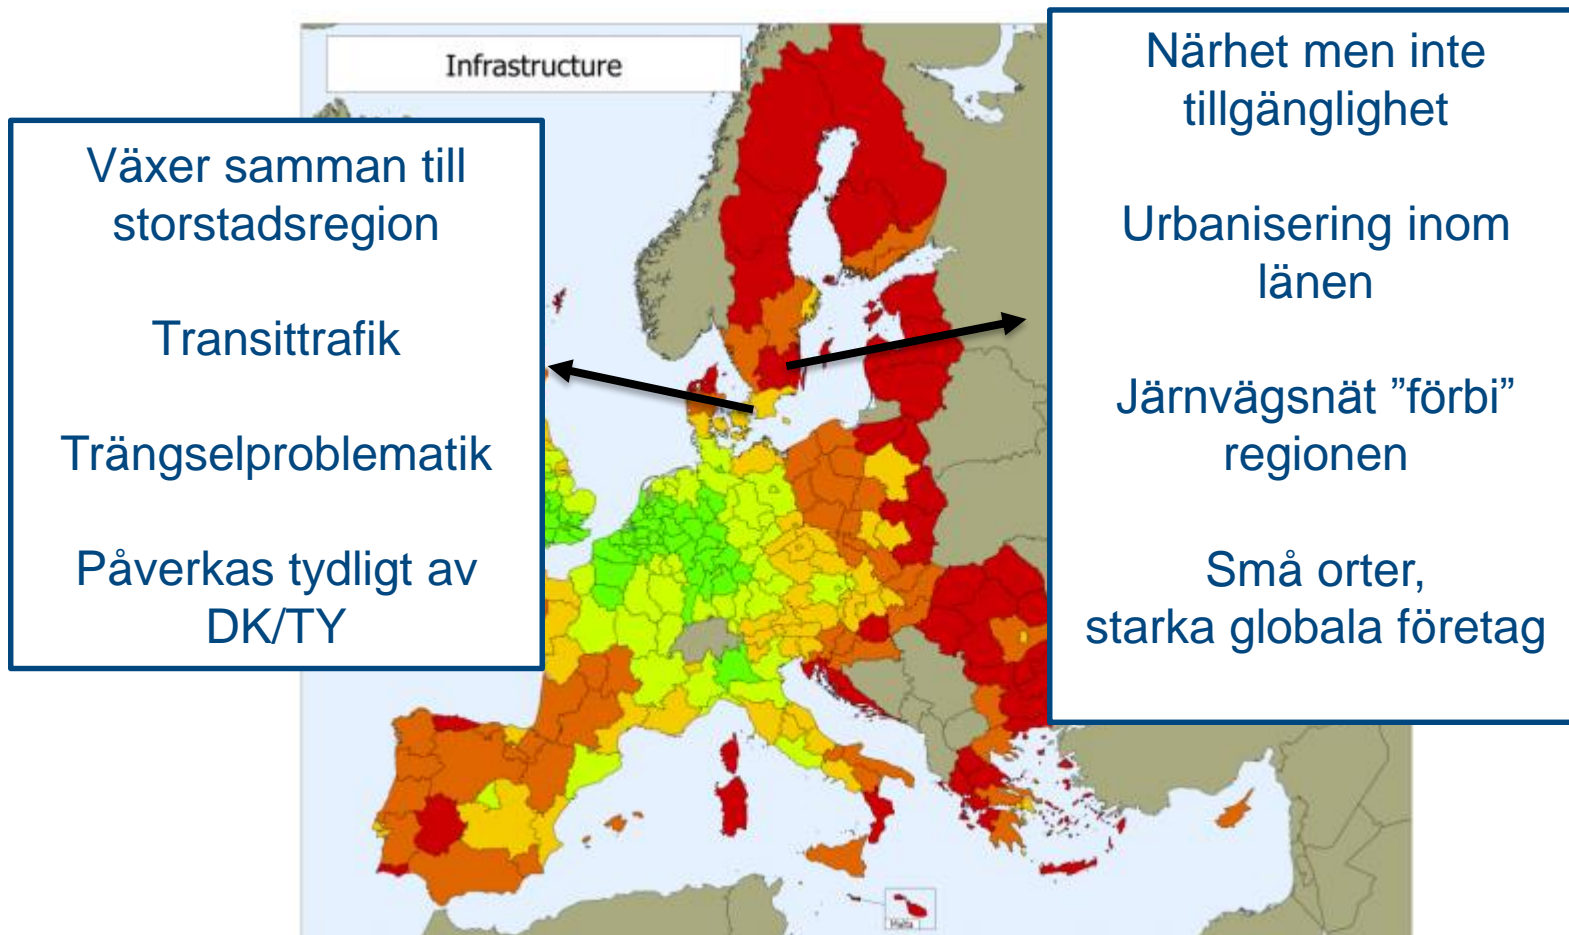 Infrastructure
Växer samman till
storstadsregion
Transittrafik
Trängselproblematik
Påverkas tydligt av
DK/TY
Närhet men inte
tillgänglighet
Urbanisering inom
länen
Järnvägsnät ”förbi”
regionen
Små orter,
starka globala företag
Malta